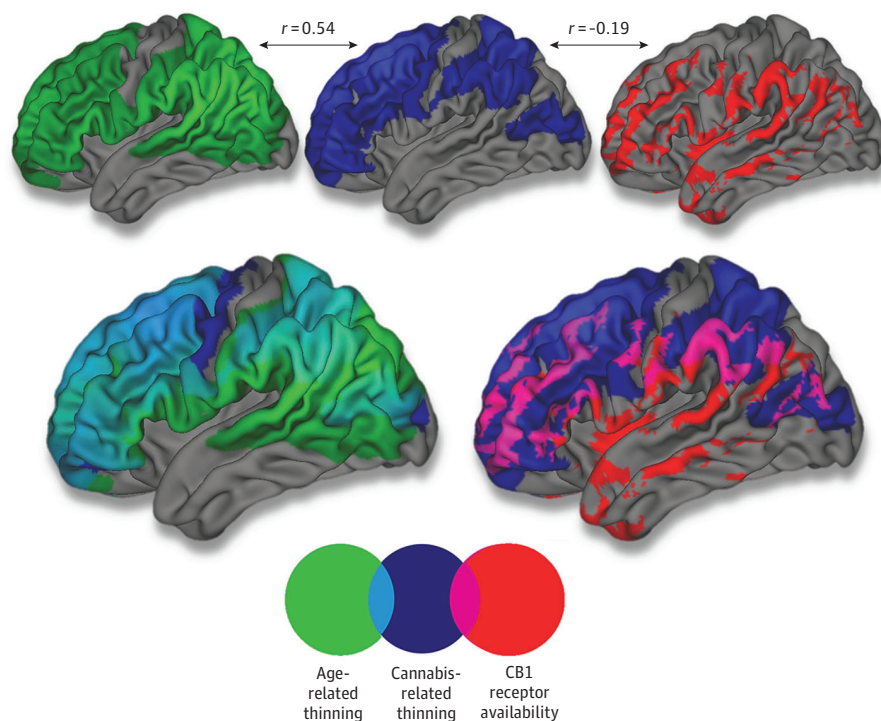 r = 0.54
r = -0.19
Age-
related
thinning
Cannabis-
related
thinning
CB1
receptor
availability